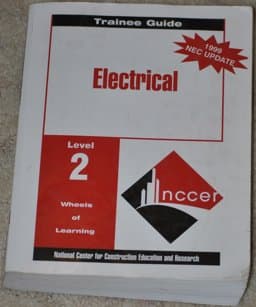 Trainee Guide
1999
NEC UPDATE
Electrical
Level
2
Wheels
of
Learning
nccer
National Center for Construction Education and Research